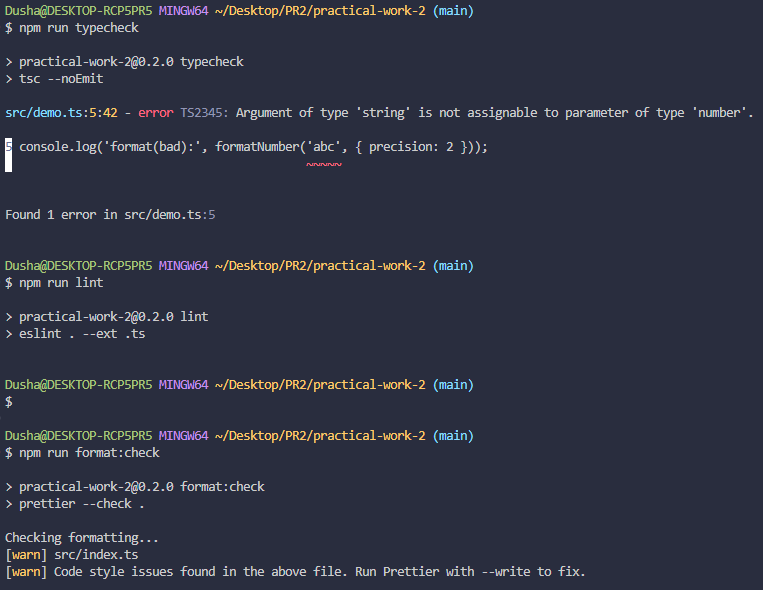 Dusha@DESKTOP-RCP5PR5 MINGW64 ~/Desktop/PR2/practical-work-2 (main)
$ npm run typecheck
> practical-work-2@0.2.0 typecheck
> tsc --noEmit
src/demo.ts:5:42 - error TS2345: Argument of type 'string' is not assignable to parameter of type 'number'.
5 console.log('format(bad):', formatNumber('abc', { precision: 2 }));
~~~~~
Found 1 error in src/demo.ts:5
Dusha@DESKTOP-RCP5PR5 MINGW64 ~/Desktop/PR2/practical-work-2 (main)
$ npm run lint
> practical-work-2@0.2.0 lint
> eslint . --ext .ts
Dusha@DESKTOP-RCP5PR5 MINGW64 ~/Desktop/PR2/practical-work-2 (main)
$
Dusha@DESKTOP-RCP5PR5 MINGW64 ~/Desktop/PR2/practical-work-2 (main)
$ npm run format:check
> practical-work-2@0.2.0 format:check
> prettier --check .
Checking formatting...
[warn] src/index.ts
[warn] Code style issues found in the above file. Run Prettier with --write to fix.